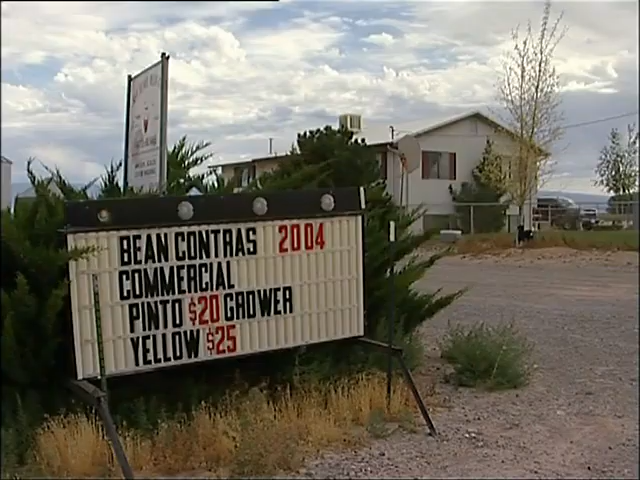 BEAN CONTRAS 2004
COMMERCIAL
PINTO $20 GROWER
YELLOW $25